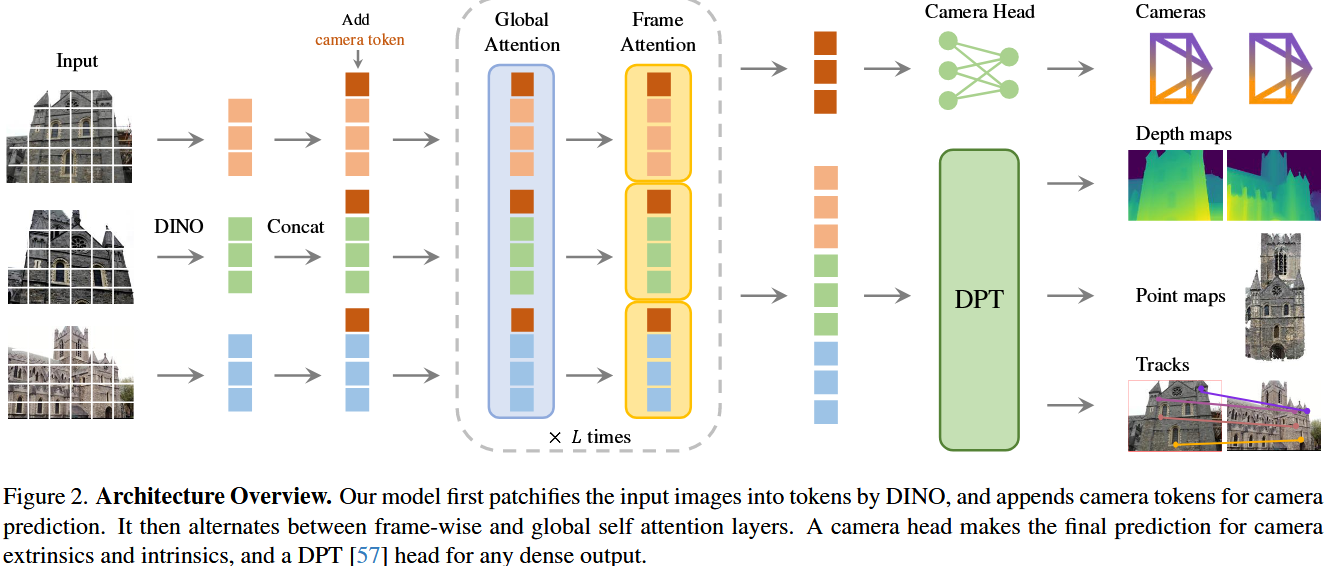 Input
DINO
Concat
Add
camera token
Global
Attention
Frame
Attention
× L times
Camera Head
DPT
Cameras
Depth maps
Point maps
Tracks
Figure 2. Architecture Overview. Our model first patchifies the input images into tokens by DINO, and appends camera tokens for camera
prediction. It then alternates between frame-wise and global self attention layers. A camera head makes the final prediction for camera
extrinsics and intrinsics, and a DPT [57] head for any dense output.